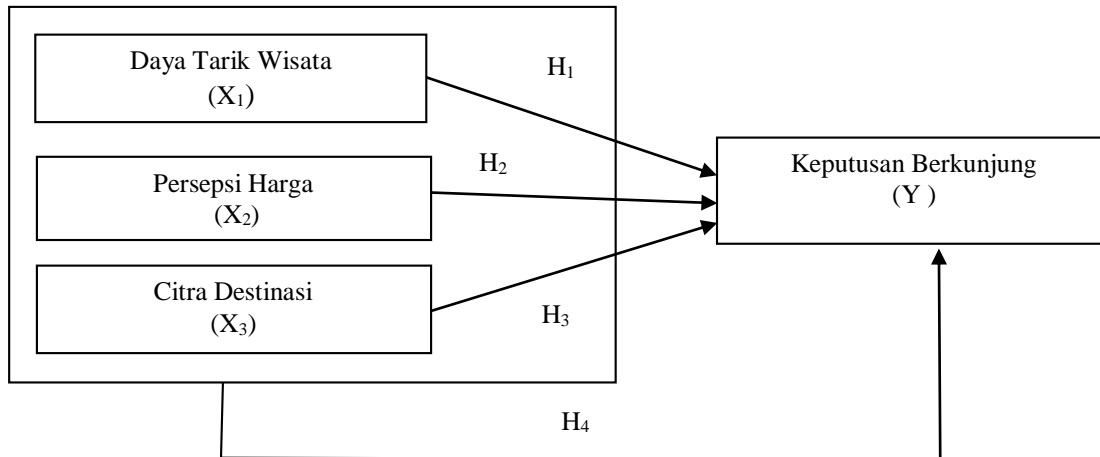 Daya Tarik Wisata
(X₁)
H₁
Persepsi Harga
(X₂)
H₂
Citra Destinasi
(X₃)
H₃
Keputusan Berkunjung
(Y )
H₄